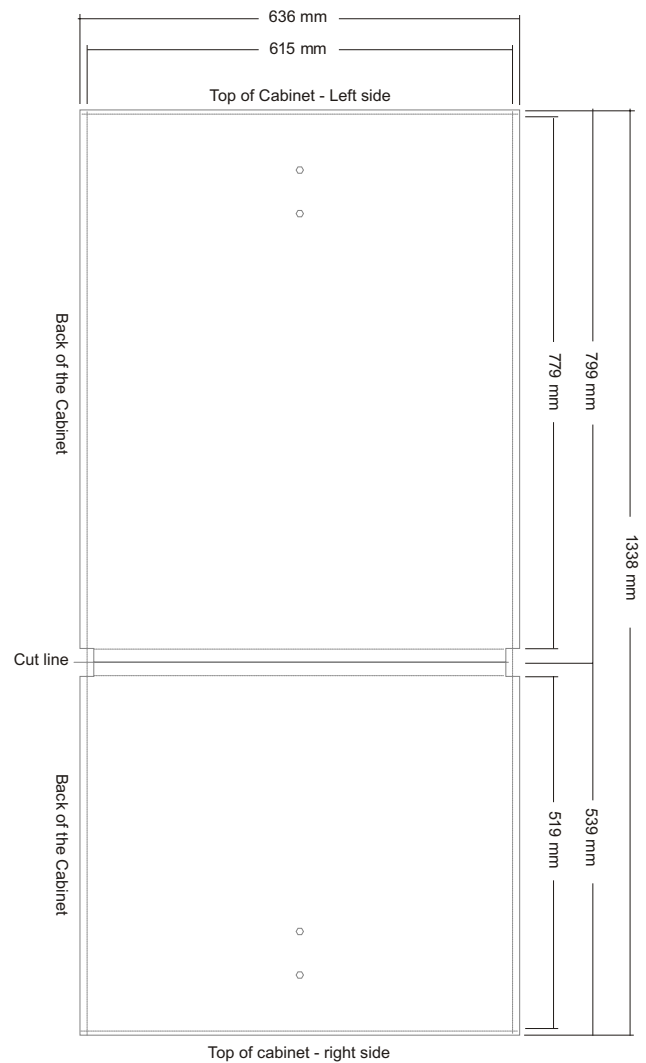 636 mm
615 mm
Top of Cabinet - Left side
Back of the Cabinet
779 mm
799 mm
1338 mm
Cut line
Back of the Cabinet
519 mm
539 mm
Top of cabinet - right side